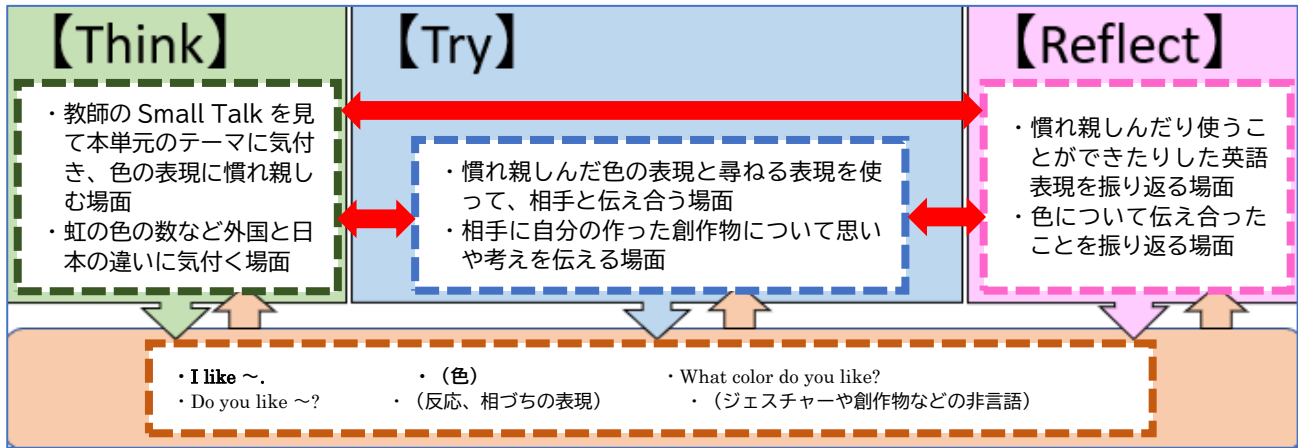 【Think】
・教師の Small Talk を見
て本単元のテーマに気付
き、色の表現に慣れ親し
む場面
・虹の色の数など外国と日
本の違いに気付く場面
【Try】
・慣れ親しんだ色の表現と尋ねる表現を使
って、相手と伝え合う場面
・相手に自分の作った創作物について思い
や考えを伝える場面
【Reflect】
・慣れ親しんだり使うこ
とができたりした英語
表現を振り返る場面
・色について伝え合った
ことを振り返る場面
・I like ～. ・（色） ・What color do you like?
・Do you like ～? ・（反応、相づちの表現） ・（ジェスチャーや創作物などの非言語）